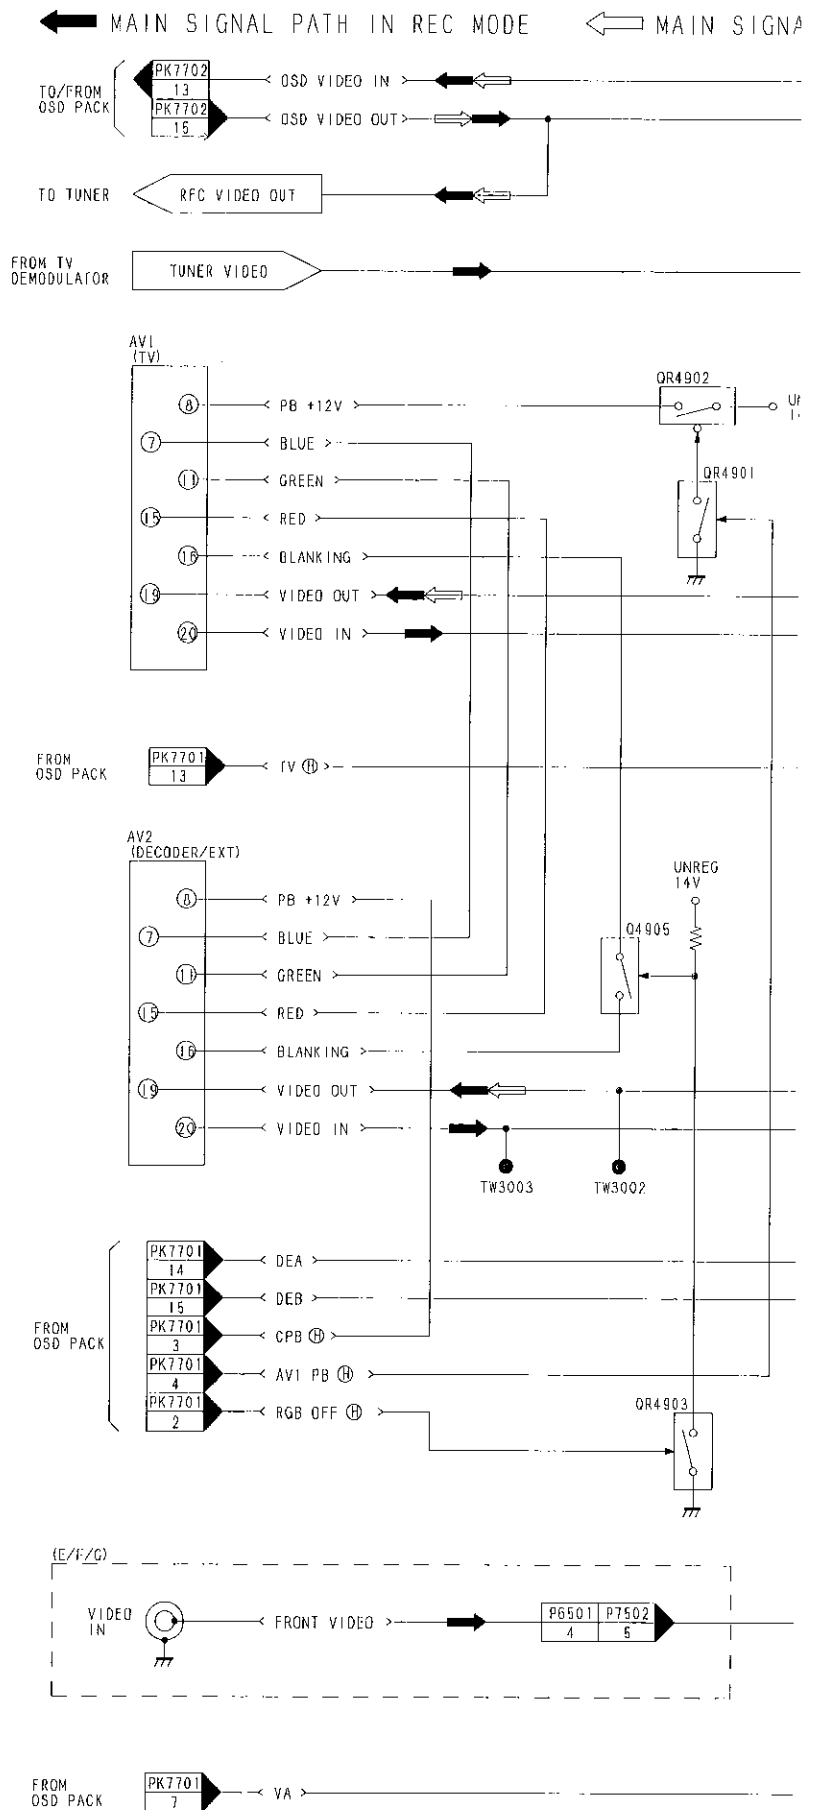 MAIN SIGNAL PATH IN REC MODE
MAIN SIGNA
TO/FROM
OSD PACK
PK7702
13
OSD VIDEO IN
PK7702
15
OSD VIDEO OUT
TO TUNER
RFC VIDEO OUT
FROM TV
DEMODULATOR
TUNER VIDEO
AV1
(TV)
QR4902
8
PB +12V
7
BLUE
11
GREEN
QR4901
15
RED
16
BLANKING
19
VIDEO OUT
20
VIDEO IN
FROM
OSD PACK
PK7701
13
TV H
AV2
(DECODER/EXT)
UNREG
14V
8
PB +12V
7
BLUE
Q4905
11
GREEN
15
RED
16
BLANKING
19
VIDEO OUT
20
VIDEO IN
TW3003
TW3002
FROM
OSD PACK
PK7701
14
DEA
PK7701
15
DEB
PK7701
3
CPB H
PK7701
4
AV1 PB H
PK7701
2
RGB OFF H
QR4903
(E/F/G)
VIDEO
IN
FRONT VIDEO
P6501
4
P7502
5
FROM
OSD PACK
PK7701
7
VA